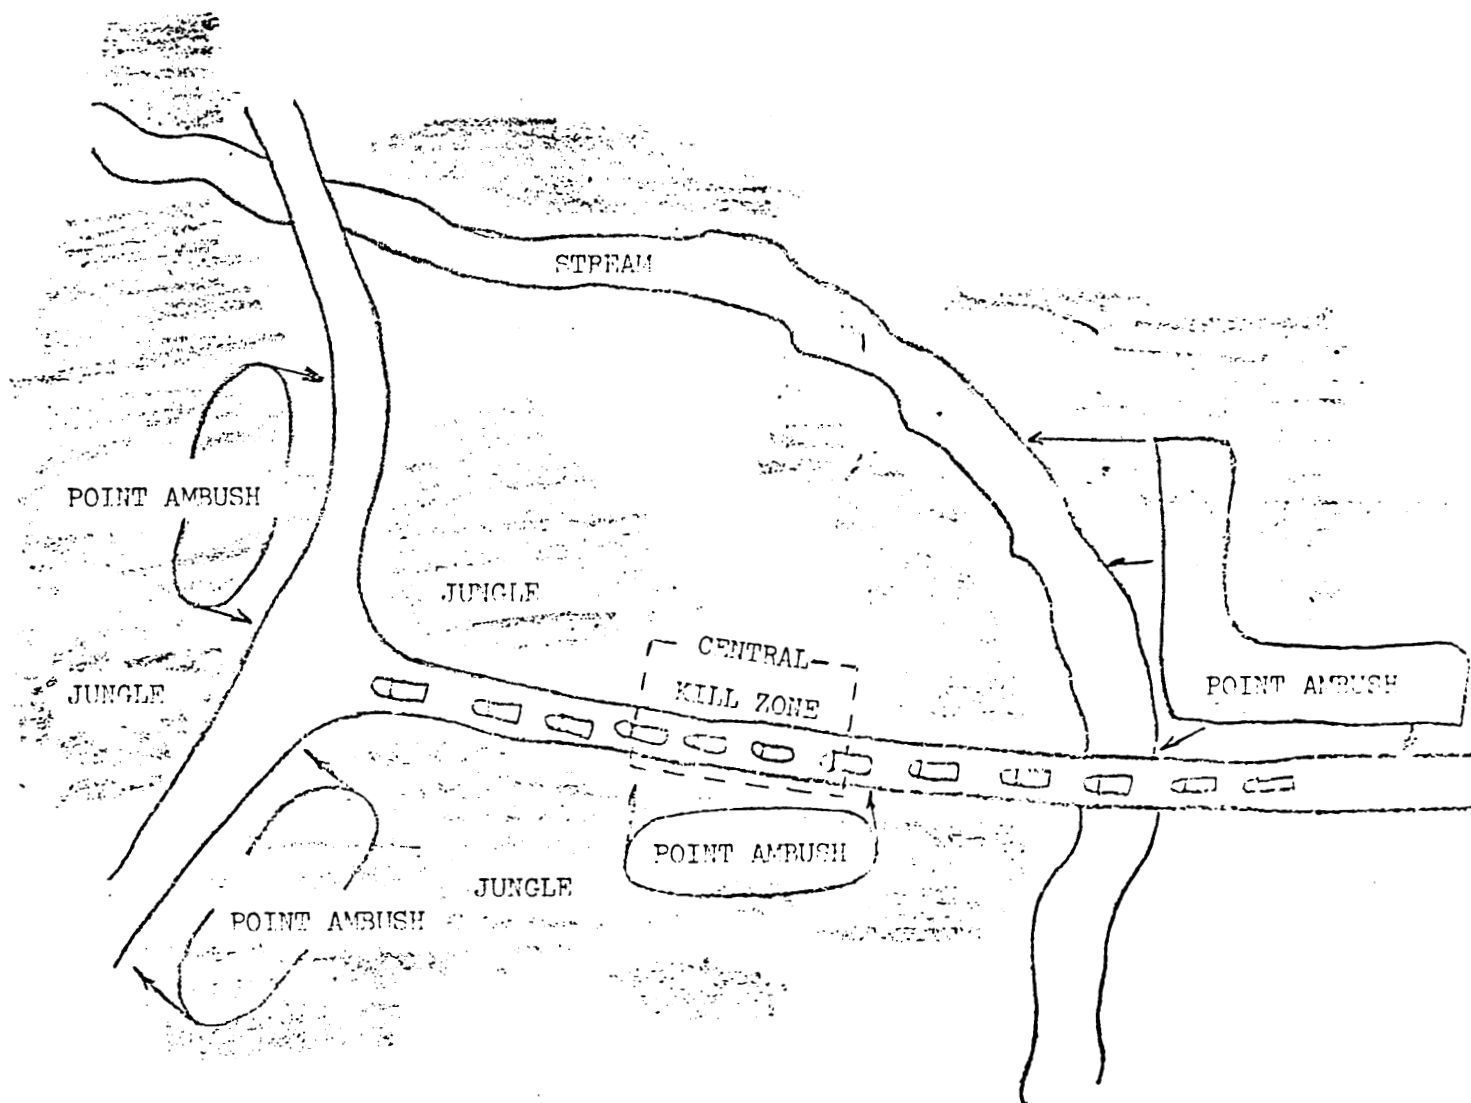 STREAM
POINT AMBUSH
JUNGLE
CENTRAL
KILL ZONE
JUNGLE
POINT AMBUSH
POINT AMBUSH
JUNGLE
POINT AMBUSH